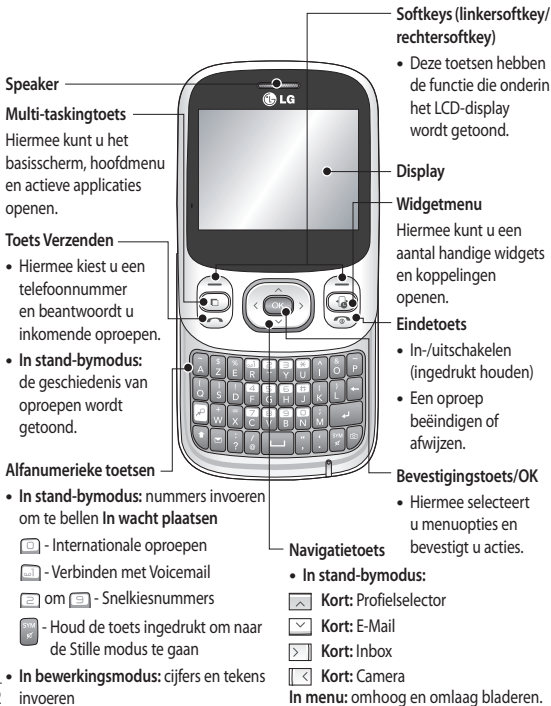 Speaker
Multi-taskingtoets
Hiermee kunt u het
basisscherm, hoofdmenu
en actieve applicaties
openen.
Toets Verzenden
• Hiermee kiest u een
telefoonnummer
en beantwoordt u
inkomende oproepen.
• In stand-bymodus:
de geschiedenis van
oproepen wordt
getoond.
Alfanumerieke toetsen
• In stand-bymodus: nummers invoeren
om te bellen In wacht plaatsen
- Internationale oproepen
- Verbinden met Voicemail
om - Snelkiesnummers
SYM - Houd de toets ingedrukt om naar
de Stille modus te gaan
• In bewerkingsmodus: cijfers en tekens
invoeren
LG
OK
A S E R T Y U I O P
Q S D F G H J K L
W X C V B N M
SYM
Softkeys (linkersoftkey/
rechtersoftkey)
• Deze toetsen hebben
de functie die onderin
het LCD-display
wordt getoond.
Display
Widgetmenu
Hiermee kunt u een
aantal handige widgets
en koppelingen
openen.
Eindetoets
• In-/uitschakelen
(ingedrukt houden)
• Een oproep
beëindigen of
afwijzen.
Bevestigingstoets/OK
• Hiermee selecteert
u menuopties en
bevestigt u acties.
Navigatietoets
• In stand-bymodus:
Kort: Profielselector
Kort: E-Mail
Kort: Inbox
Kort: Camera
In menu: omhoog en omlaag bladeren.